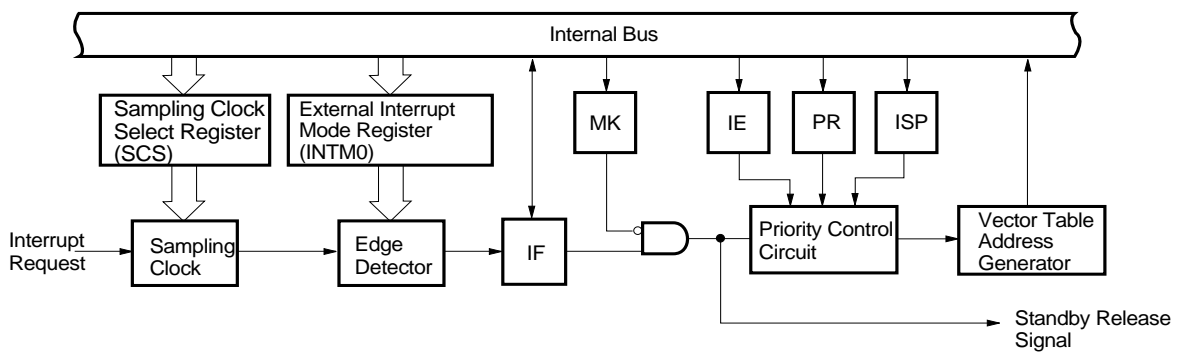 Internal Bus
Sampling Clock
Select Register
(SCS)
External Interrupt
Mode Register
(INTM0)
MK
IE
PR
ISP
Interrupt
Request
Sampling
Clock
Edge
Detector
IF
Priority Control
Circuit
Vector Table
Address
Generator
Standby Release
Signal